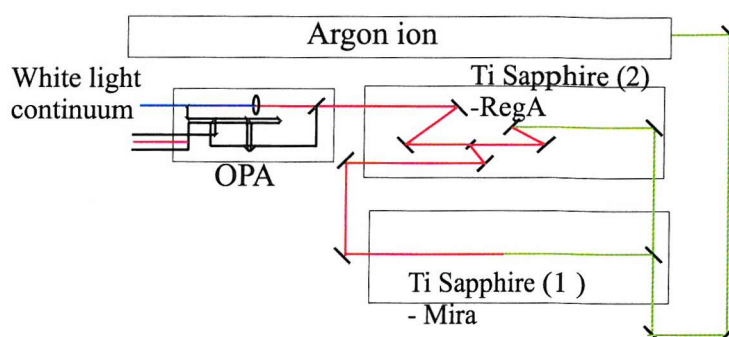 Argon ion
White light
continuum
Ti Sapphire (2)
-RegA
OPA
Ti Sapphire (1 )
- Mira